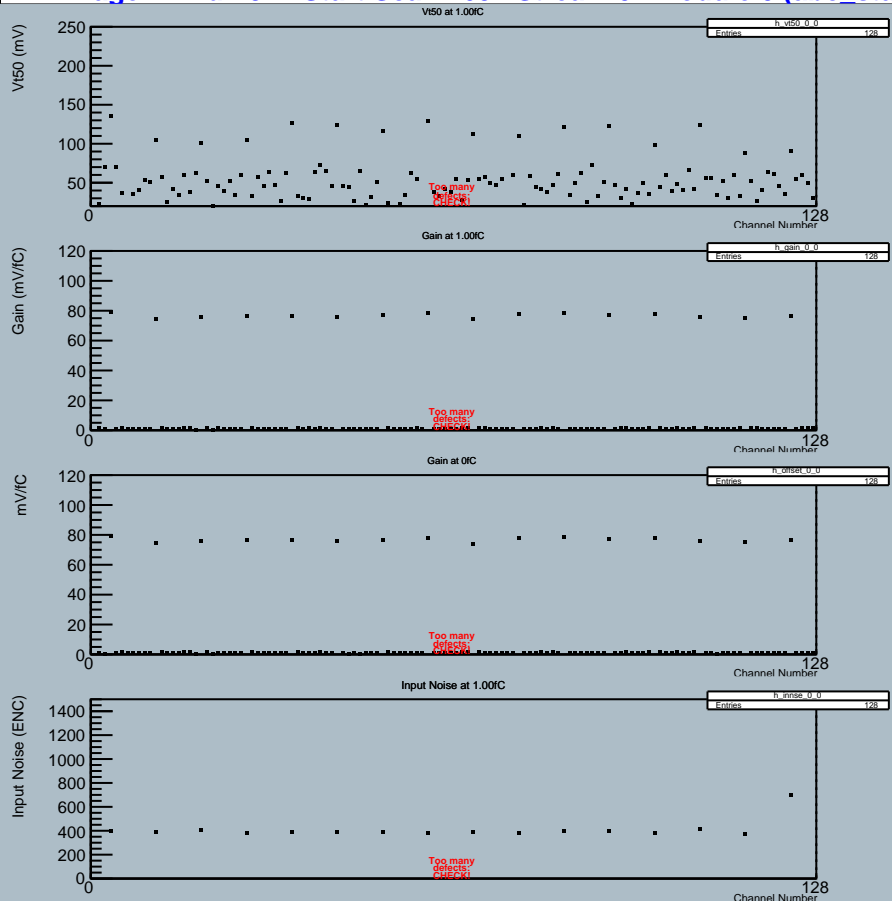 Vt50 at 1.00fC
h_vt50_0_0
Entries 128
Vt50 (mV)
250
200
150
100
50
0
128
Too many
defects:
CHECK!
Channel Number
Gain at 1.00fC
h_gain_0_0
Entries 128
Gain (mV/fC)
120
100
80
60
40
20
0
0
128
Too many
defects:
CHECK!
Channel Number
Gain at 0fC
h_offset_0_0
Entries 128
mV/fC
120
100
80
60
40
20
0
0
128
Too many
defects:
CHECK!
Channel Number
Input Noise at 1.00fC
h_innse_0_0
Entries 128
Input Noise (ENC)
1400
1200
1000
800
600
400
200
0
0
128
Too many
defects:
CHECK!
Channel Number